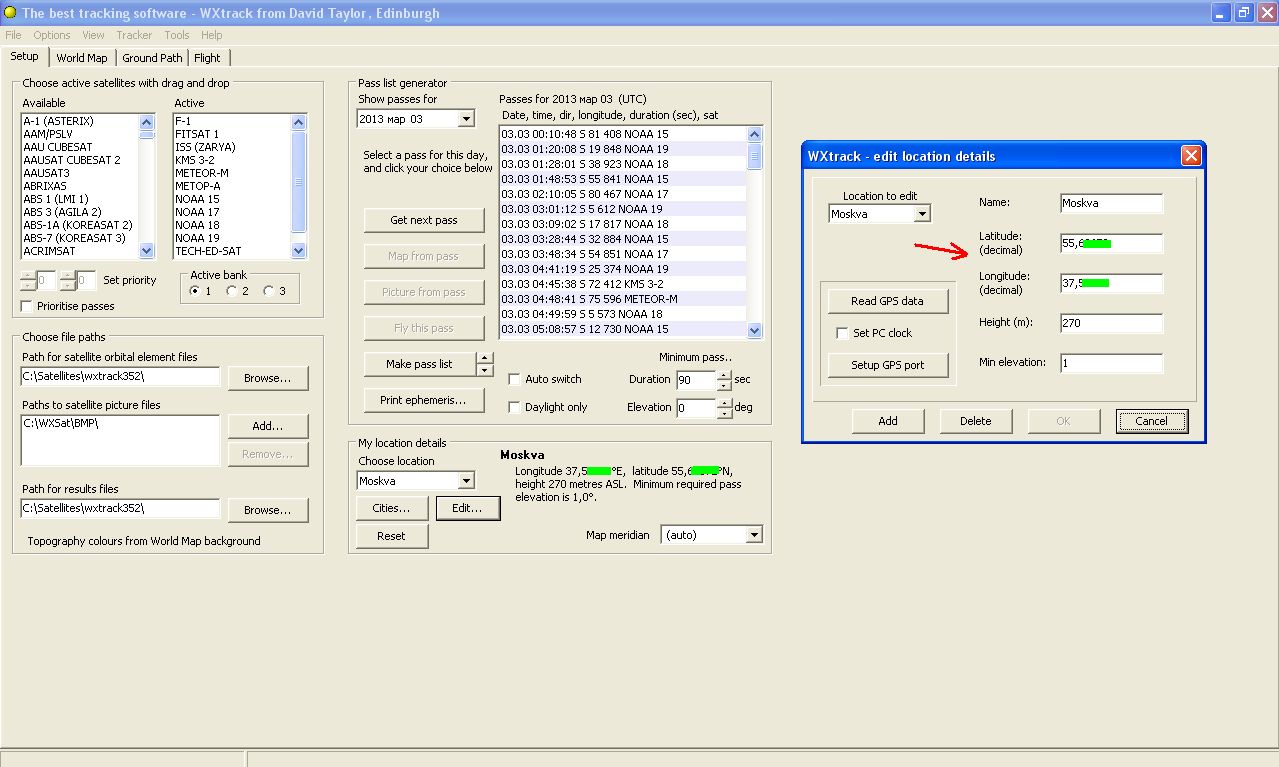 The best tracking software - WXtrack from David Taylor, Edinburgh
File Options View Tracker Tools Help
Setup World Map Ground Path Flight
Choose active satellites with drag and drop
Available Active
A-1 (ASTERIX)
AAM/PSLV
AAU CUBESAT
AAUSAT CUBESAT 2
AAUSAT3
ABRIXAS
ABS 1 (LMI 1)
ABS 3 (AGILA 2)
ABS-1A (KOREASAT 2)
ABS-7 (KOREASAT 3)
ACRIMSAT
F-1
FITSAT 1
ISS (ZARYA)
KMS 3-2
METEOR-M
METOP-A
NOAA 15
NOAA 17
NOAA 18
NOAA 19
TECH-ED-SAT
0 0 Set priority
Prioritise passes
Active bank
1 2 3
Choose file paths
Path for satellite orbital element files
C:\Satellites\wxtrack352\
Browse...
Paths to satellite picture files
C:\WXSat\BMP\
Add...
Remove...
Path for results files
C:\Satellites\wxtrack352\
Browse...
Topography colours from World Map background
Pass list generator
Show passes for
2013 мар 03
Select a pass for this day,
and click your choice below
Get next pass
Map from pass
Picture from pass
Fly this pass
Make pass list
Print ephemeris...
Passes for 2013 мар 03 (UTC)
Date, time, dir, longitude, duration (sec), sat
03.03 00:10:48 S 81 408 NOAA 15
03.03 01:20:08 S 19 848 NOAA 19
03.03 01:28:01 S 38 923 NOAA 18
03.03 01:48:53 S 55 841 NOAA 15
03.03 02:10:05 S 80 467 NOAA 17
03.03 03:01:12 S 5 612 NOAA 19
03.03 03:09:02 S 17 817 NOAA 18
03.03 03:28:44 S 32 884 NOAA 15
03.03 03:48:34 S 54 851 NOAA 17
03.03 04:41:19 S 25 374 NOAA 19
03.03 04:45:38 S 72 412 KMS 3-2
03.03 04:48:41 S 75 596 METEOR-M
03.03 04:49:59 S 5 573 NOAA 18
03.03 05:08:57 S 12 730 NOAA 15
Minimum pass..
Auto switch Duration 90 sec
Daylight only Elevation 0 deg
My location details
Choose location
Moskva
Cities... Edit...
Reset
Moskva
Longitude 37,5 °E, latitude 55,6 °N,
height 270 metres ASL. Minimum required pass
elevation is 1,0°.
Map meridian (auto)
WXtrack - edit location details
Location to edit
Moskva
Read GPS data
Set PC clock
Setup GPS port
Name: Moskva
Latitude:
(decimal)
55,6
Longitude:
(decimal)
37,5
Height (m): 270
Min elevation: 1
Add Delete OK Cancel